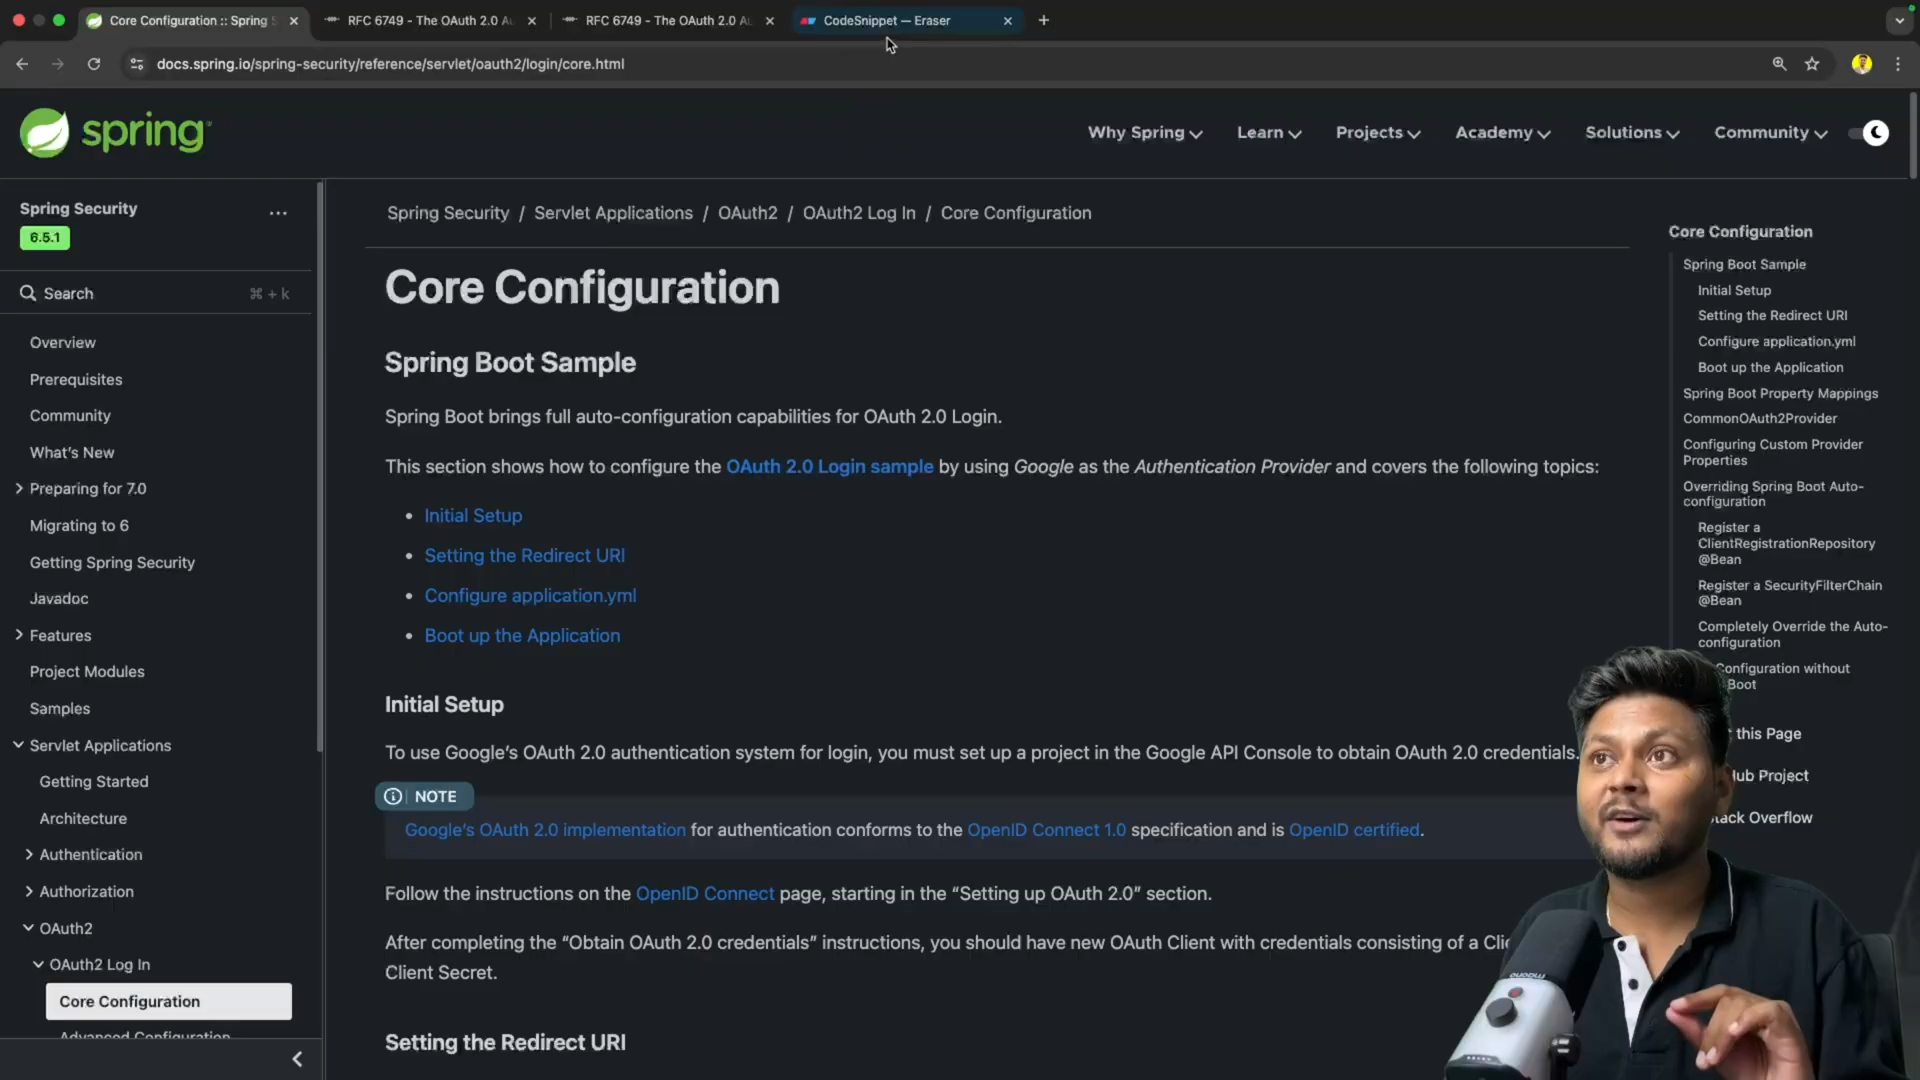 Core Configuration :: Spring S
RFC 6749 - The OAuth 2.0 Au
RFC 6749 - The OAuth 2.0 Au
CodeSnippet — Eraser
docs.spring.io/spring-security/reference/servlet/oauth2/login/core.html
spring
Why Spring
Learn
Projects
Academy
Solutions
Community
Spring Security
6.5.1
Search
⌘ + k
Overview
Prerequisites
Community
What's New
Preparing for 7.0
Migrating to 6
Getting Spring Security
Javadoc
Features
Project Modules
Samples
Servlet Applications
Getting Started
Architecture
Authentication
Authorization
OAuth2
OAuth2 Log In
Core Configuration
Advanced Configuration
Spring Security / Servlet Applications / OAuth2 / OAuth2 Log In / Core Configuration
Core Configuration
Spring Boot Sample
Spring Boot brings full auto-configuration capabilities for OAuth 2.0 Login.
This section shows how to configure the OAuth 2.0 Login sample by using Google as the Authentication Provider and covers the following topics:
• Initial Setup
• Setting the Redirect URI
• Configure application.yml
• Boot up the Application
Initial Setup
To use Google's OAuth 2.0 authentication system for login, you must set up a project in the Google API Console to obtain OAuth 2.0 credentials.
NOTE
Google's OAuth 2.0 implementation for authentication conforms to the OpenID Connect 1.0 specification and is OpenID certified.
Follow the instructions on the OpenID Connect page, starting in the “Setting up OAuth 2.0” section.
After completing the “Obtain OAuth 2.0 credentials” instructions, you should have new OAuth Client with credentials consisting of a Clie
Client Secret.
Setting the Redirect URI
Core Configuration
Spring Boot Sample
Initial Setup
Setting the Redirect URI
Configure application.yml
Boot up the Application
Spring Boot Property Mappings
CommonOAuth2Provider
Configuring Custom Provider
Properties
Overriding Spring Boot Auto-
configuration
Register a
ClientRegistrationRepository
@Bean
Register a SecurityFilterChain
@Bean
Completely Override the Auto-
configuration
Configuration without
Boot
this Page
ub Project
tack Overflow